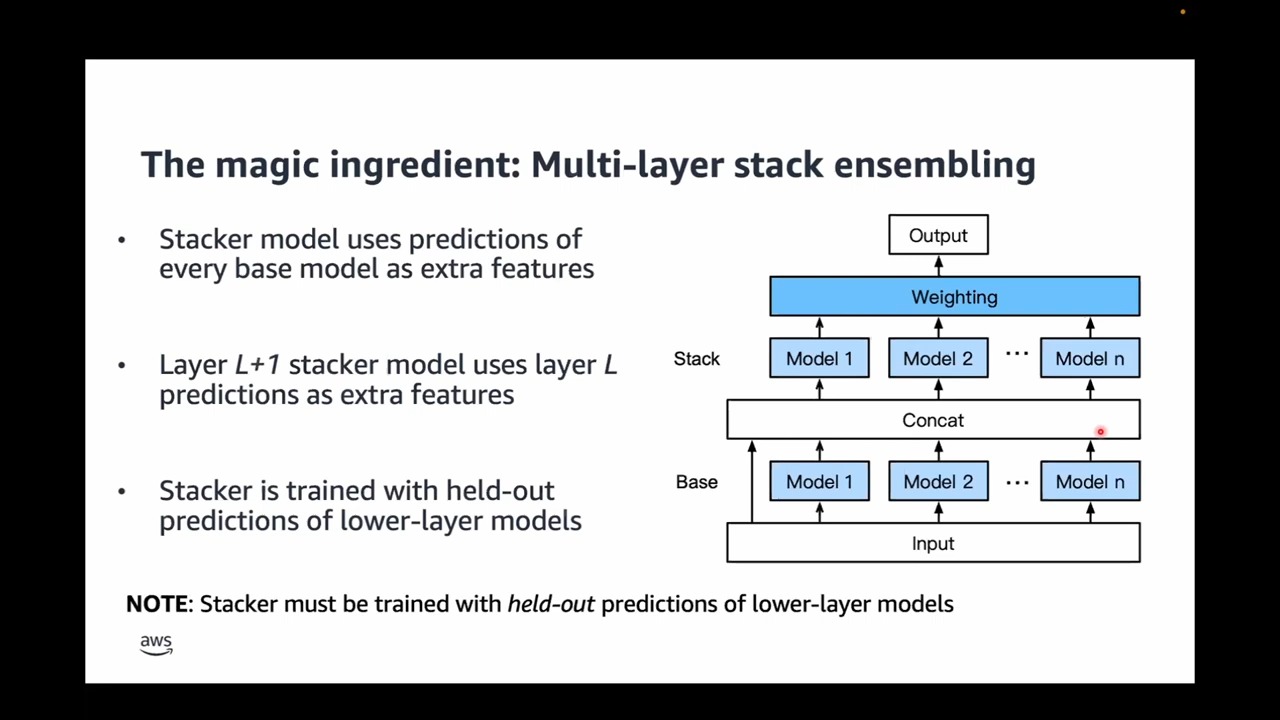 The magic ingredient: Multi-layer stack ensembling
• Stacker model uses predictions of
every base model as extra features
• Layer L+1 stacker model uses layer L
predictions as extra features
• Stacker is trained with held-out
predictions of lower-layer models
Output
Weighting
Stack
Model 1
Model 2
...
Model n
Concat
Base
Model 1
Model 2
...
Model n
Input
NOTE: Stacker must be trained with held-out predictions of lower-layer models
aws